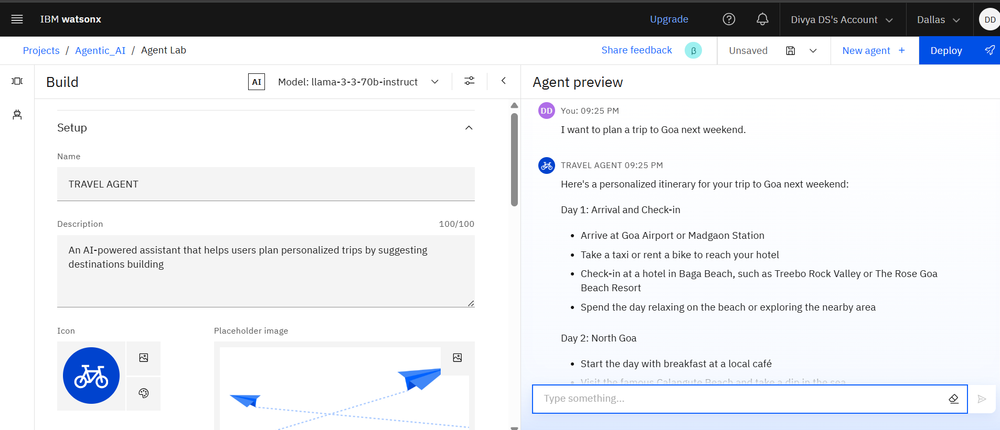 IBM watsonx
Upgrade
Divya DS's Account
Dallas
DD
Projects / Agentic_AI / Agent Lab
Share feedback
β
Unsaved
New agent +
Deploy
Build
AI
Model: llama-3-3-70b-instruct
Setup
Name
TRAVEL AGENT
Description
100/100
An AI-powered assistant that helps users plan personalized trips by suggesting
destinations building
Icon
Placeholder image
Agent preview
DD
You: 09:25 PM
I want to plan a trip to Goa next weekend.
TRAVEL AGENT 09:25 PM
Here's a personalized itinerary for your trip to Goa next weekend:
Day 1: Arrival and Check-in
• Arrive at Goa Airport or Madgaon Station
• Take a taxi or rent a bike to reach your hotel
• Check-in at a hotel in Baga Beach, such as Treebo Rock Valley or The Rose Goa
Beach Resort
• Spend the day relaxing on the beach or exploring the nearby area
Day 2: North Goa
• Start the day with breakfast at a local café
• Visit the famous Calangute Beach and take a dip in the sea
Type something...